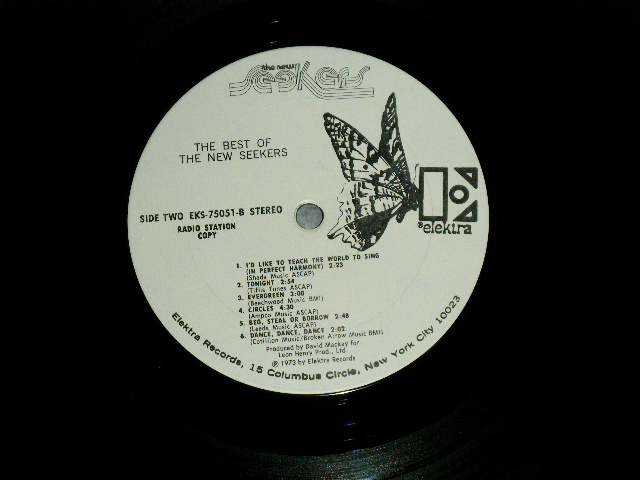 the new
seekers
THE BEST OF
THE NEW SEEKERS
SIDE TWO EKS-75051-B STEREO
RADIO STATION
COPY
® elektra
1. I'D LIKE TO TEACH THE WORLD TO SING
(IN PERFECT HARMONY) 2:23
(Shada Music ASCAP)
2. TONIGHT 2:54
(Tiflis Tunes ASCAP)
3. EVERGREEN 3:00
(Beechwood Music BMI)
4. CIRCLES 4:30
(Ampco Music ASCAP)
5. BEG, STEAL OR BORROW 2:48
(Leeds Music ASCAP)
6. DANCE, DANCE, DANCE 2:02
(Cotillion Music/Broken Arrow Music BMI)
Produced by David Mackay for
Leon Henry Prod., Ltd.
℗ 1973 by Elektra Records
Elektra Records, 15 Columbus Circle, New York City 10023